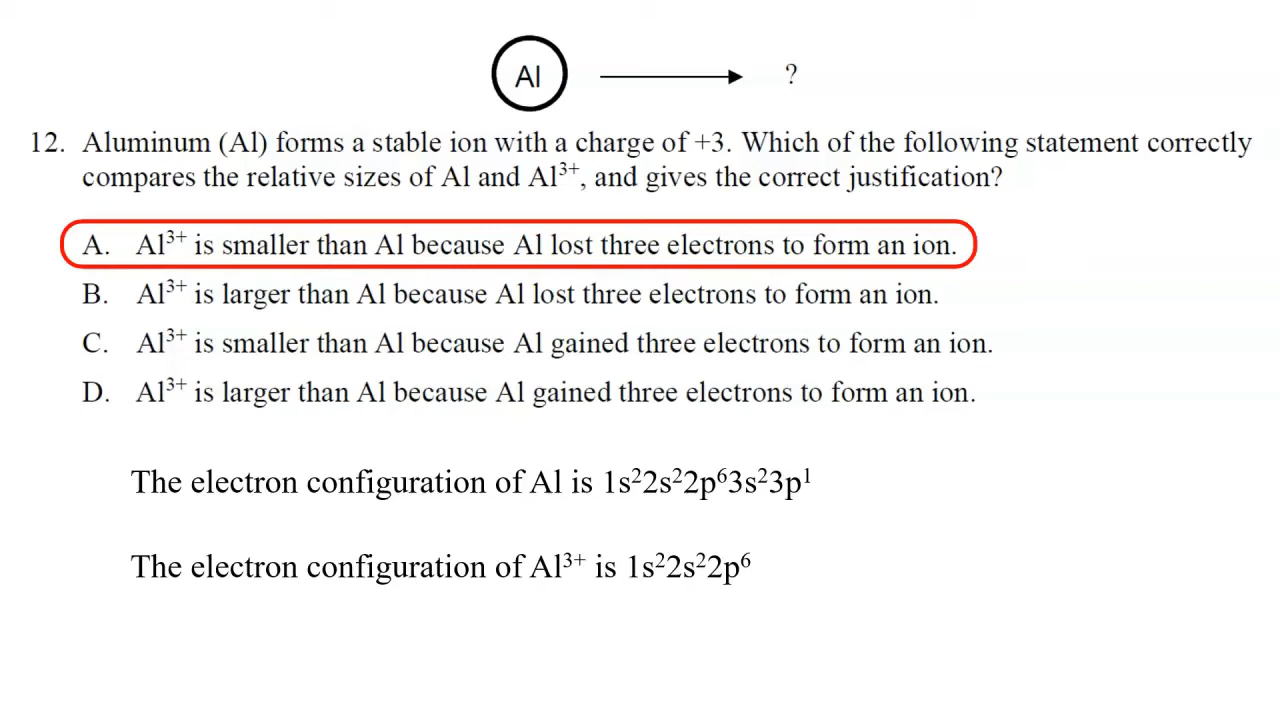 Al ?
12. Aluminum (Al) forms a stable ion with a charge of +3. Which of the following statement correctly
compares the relative sizes of Al and Al³⁺, and gives the correct justification?
A. Al³⁺ is smaller than Al because Al lost three electrons to form an ion.
B. Al³⁺ is larger than Al because Al lost three electrons to form an ion.
C. Al³⁺ is smaller than Al because Al gained three electrons to form an ion.
D. Al³⁺ is larger than Al because Al gained three electrons to form an ion.
The electron configuration of Al is 1s²2s²2p⁶3s²3p¹
The electron configuration of Al³⁺ is 1s²2s²2p⁶